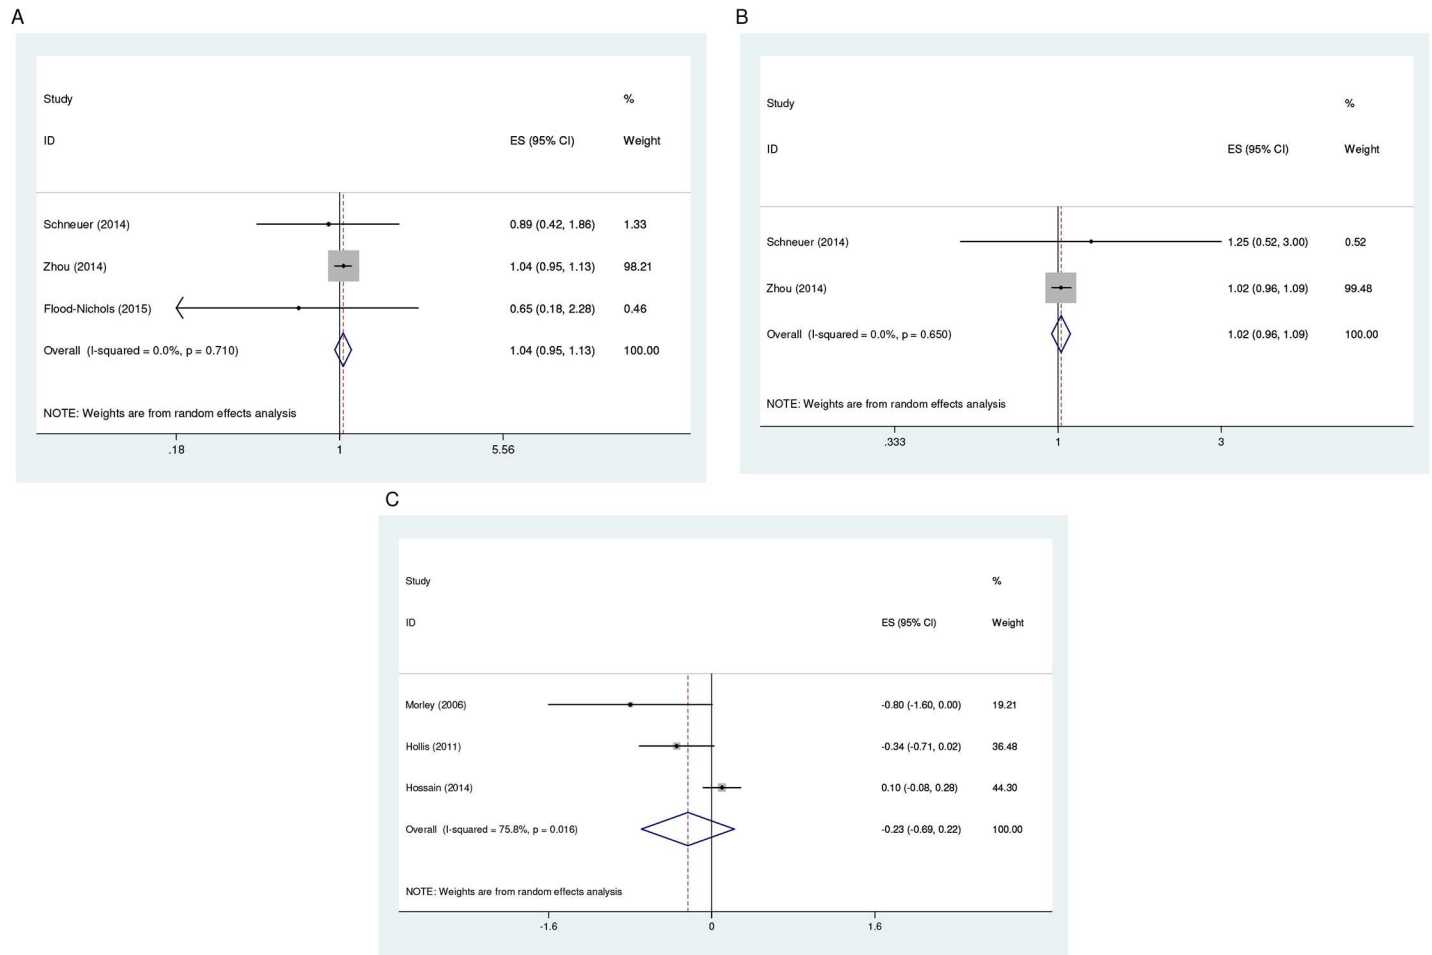 A
Study %
ID ES (95% CI) Weight
Schneuer (2014) 0.89 (0.42, 1.86) 1.33
Zhou (2014) 1.04 (0.95, 1.13) 98.21
Flood-Nichols (2015) 0.65 (0.18, 2.28) 0.46
Overall (I-squared = 0.0%, p = 0.710) 1.04 (0.95, 1.13) 100.00
NOTE: Weights are from random effects analysis
.18 1 5.56
B
Study %
ID ES (95% CI) Weight
Schneuer (2014) 1.25 (0.52, 3.00) 0.52
Zhou (2014) 1.02 (0.96, 1.09) 99.48
Overall (I-squared = 0.0%, p = 0.650) 1.02 (0.96, 1.09) 100.00
NOTE: Weights are from random effects analysis
.333 1 3
C
Study %
ID ES (95% CI) Weight
Morley (2006) -0.80 (-1.60, 0.00) 19.21
Hollis (2011) -0.34 (-0.71, 0.02) 36.48
Hossain (2014) 0.10 (-0.08, 0.28) 44.30
Overall (I-squared = 75.8%, p = 0.016) -0.23 (-0.69, 0.22) 100.00
NOTE: Weights are from random effects analysis
-1.6 0 1.6